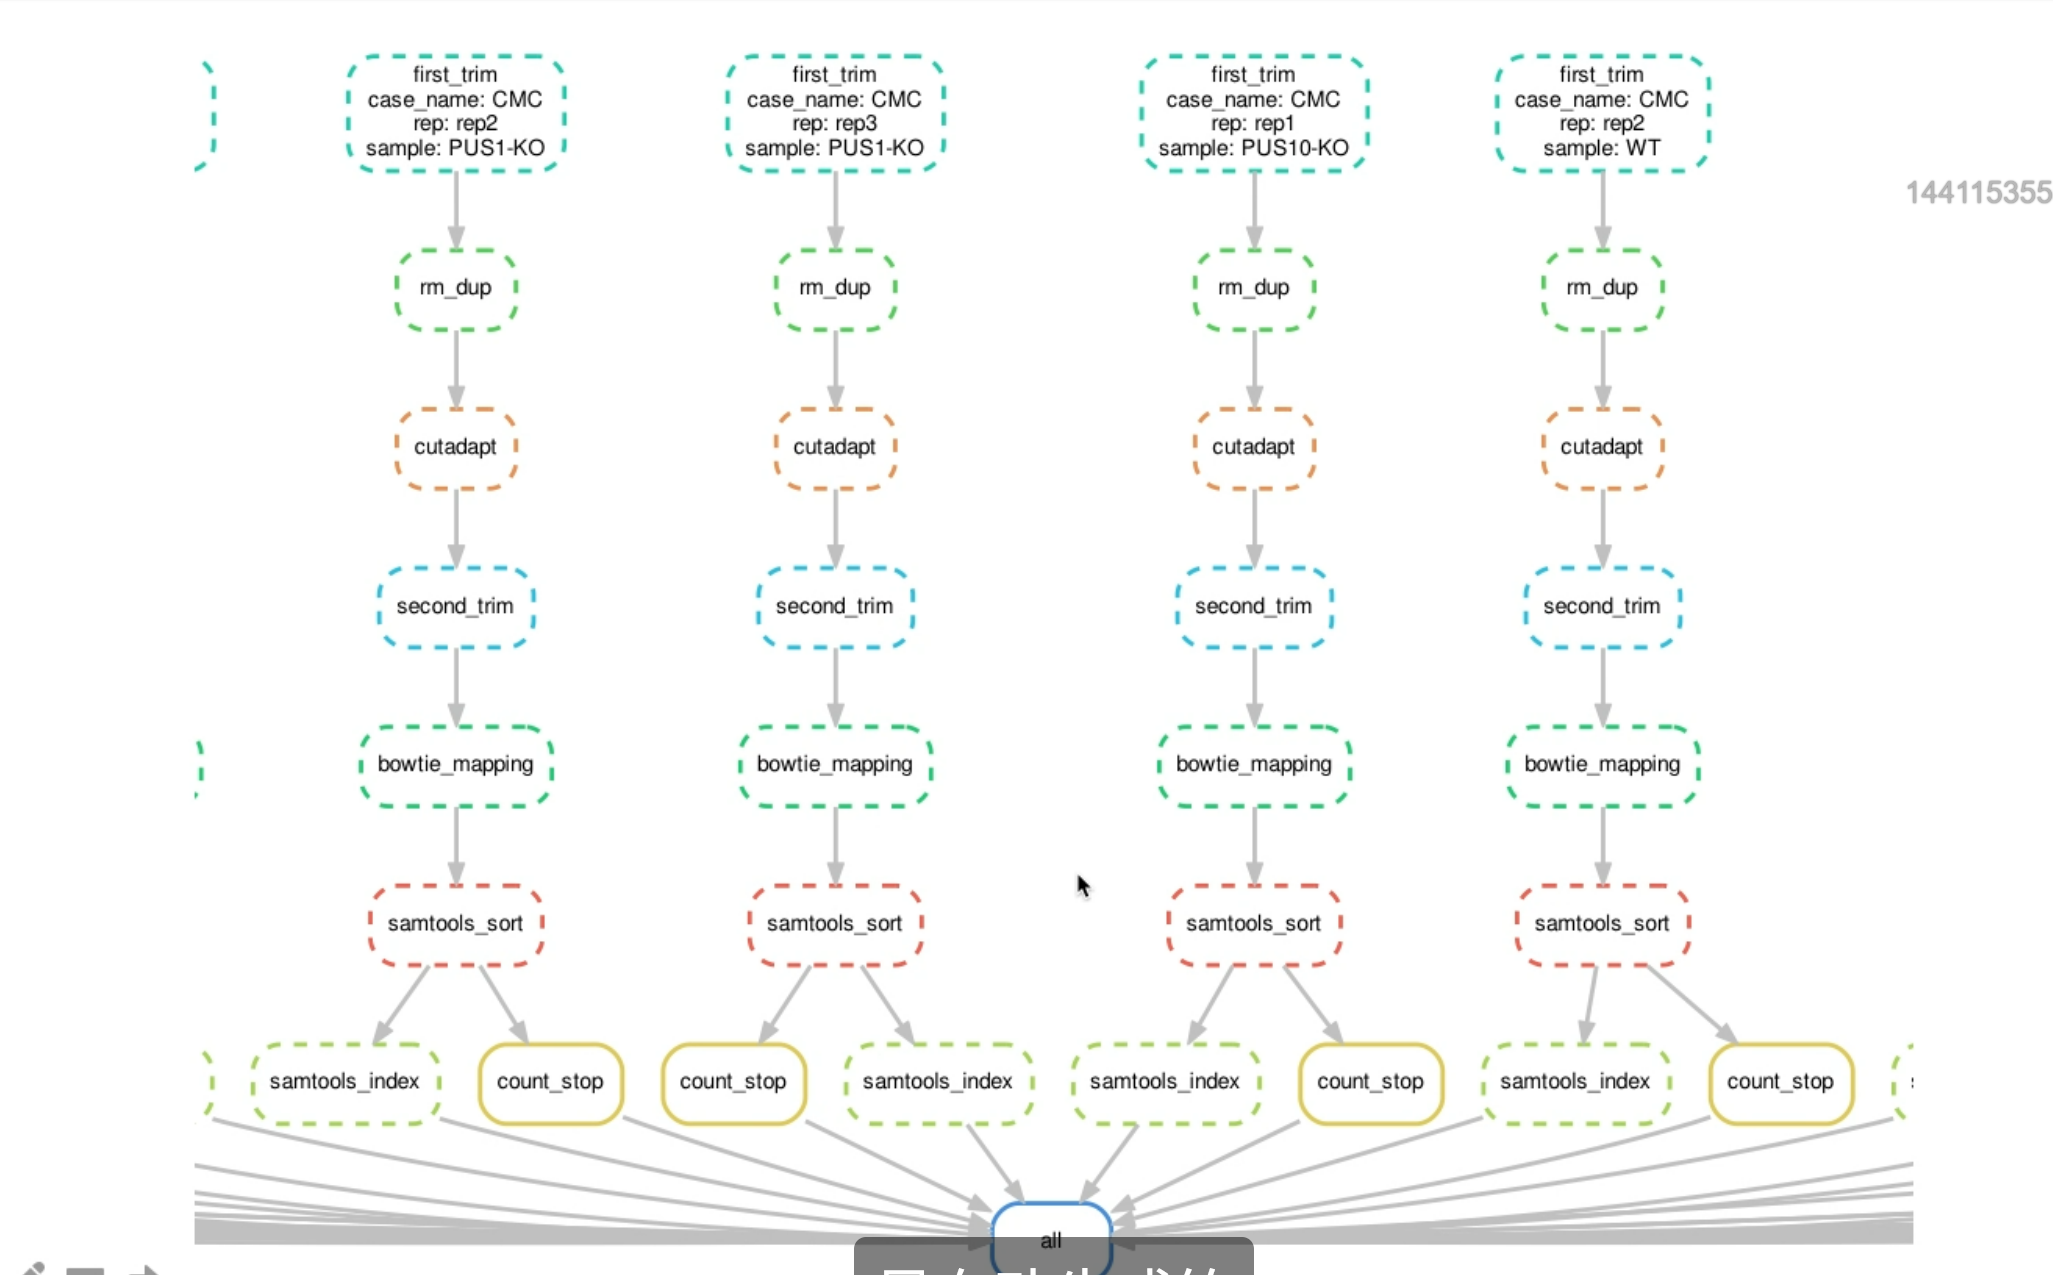 first_trim
case_name: CMC
rep: rep2
sample: PUS1-KO
first_trim
case_name: CMC
rep: rep3
sample: PUS1-KO
first_trim
case_name: CMC
rep: rep1
sample: PUS10-KO
first_trim
case_name: CMC
rep: rep2
sample: WT
144115355
rm_dup
rm_dup
rm_dup
rm_dup
cutadapt
cutadapt
cutadapt
cutadapt
second_trim
second_trim
second_trim
second_trim
bowtie_mapping
bowtie_mapping
bowtie_mapping
bowtie_mapping
samtools_sort
samtools_sort
samtools_sort
samtools_sort
samtools_index
count_stop
count_stop
samtools_index
samtools_index
count_stop
samtools_index
count_stop
all